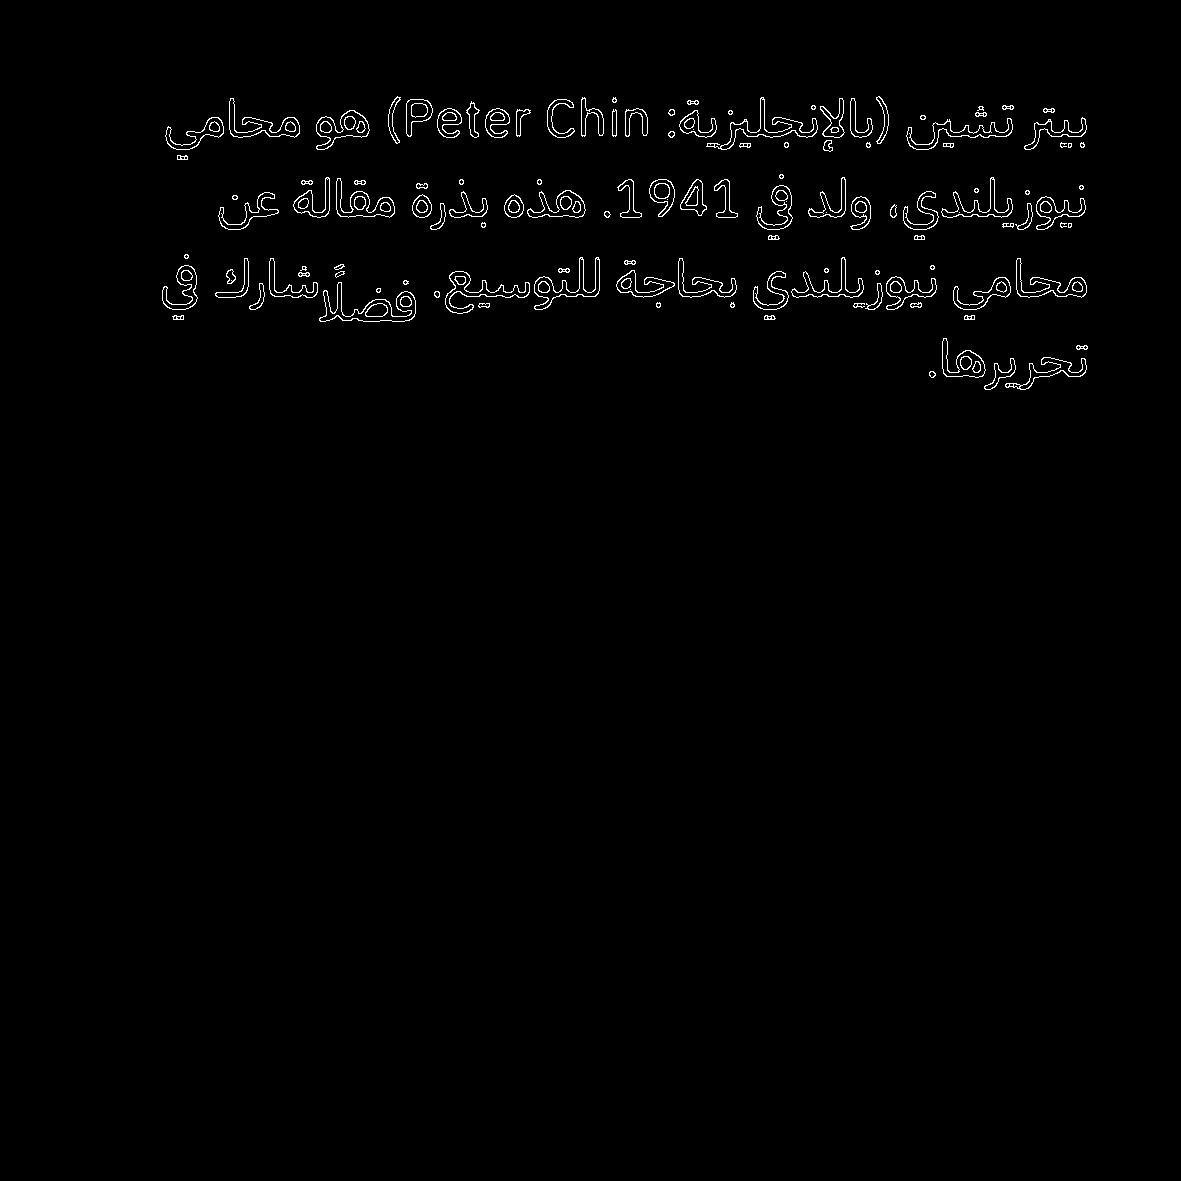 بيتر تشين (بالإنجليزية: Peter Chin) هو محامي
نيوزيلندي، ولد في 1941. هذه بذرة مقالة عن
محامي نيوزيلندي بحاجة للتوسيع. فضلًا شارك في
تحريرها.